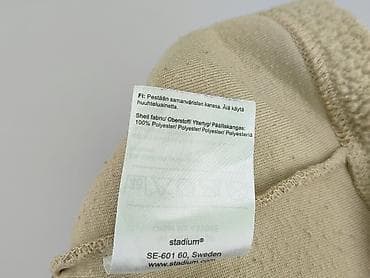 FI: Pestään samanväristen kanssa. Älä käytä
huuhteluainetta.
Shell fabric/ Oberstoff/ Yttertyg/ Päällikangas:
100% Polyester/ Polyester/ Polyester/ Polyesteriä
stadium®
SE-601 60, Sweden
www.stadium.com